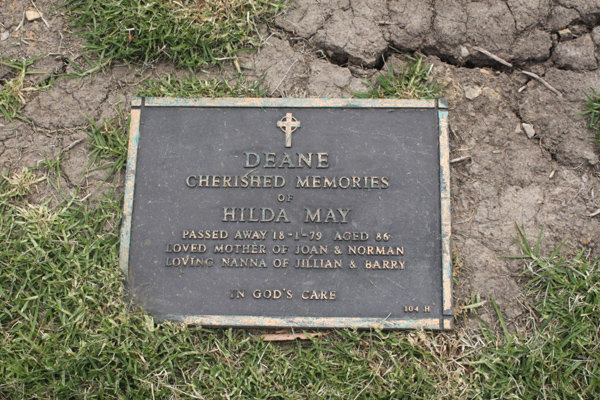 DEANE
CHERISHED MEMORIES
OF
HILDA MAY
PASSED AWAY 18-1-79 AGED 86
LOVED MOTHER OF JOAN & NORMAN
LOVING NANNA OF JILLIAN & BARRY
IN GOD'S CARE
104 H